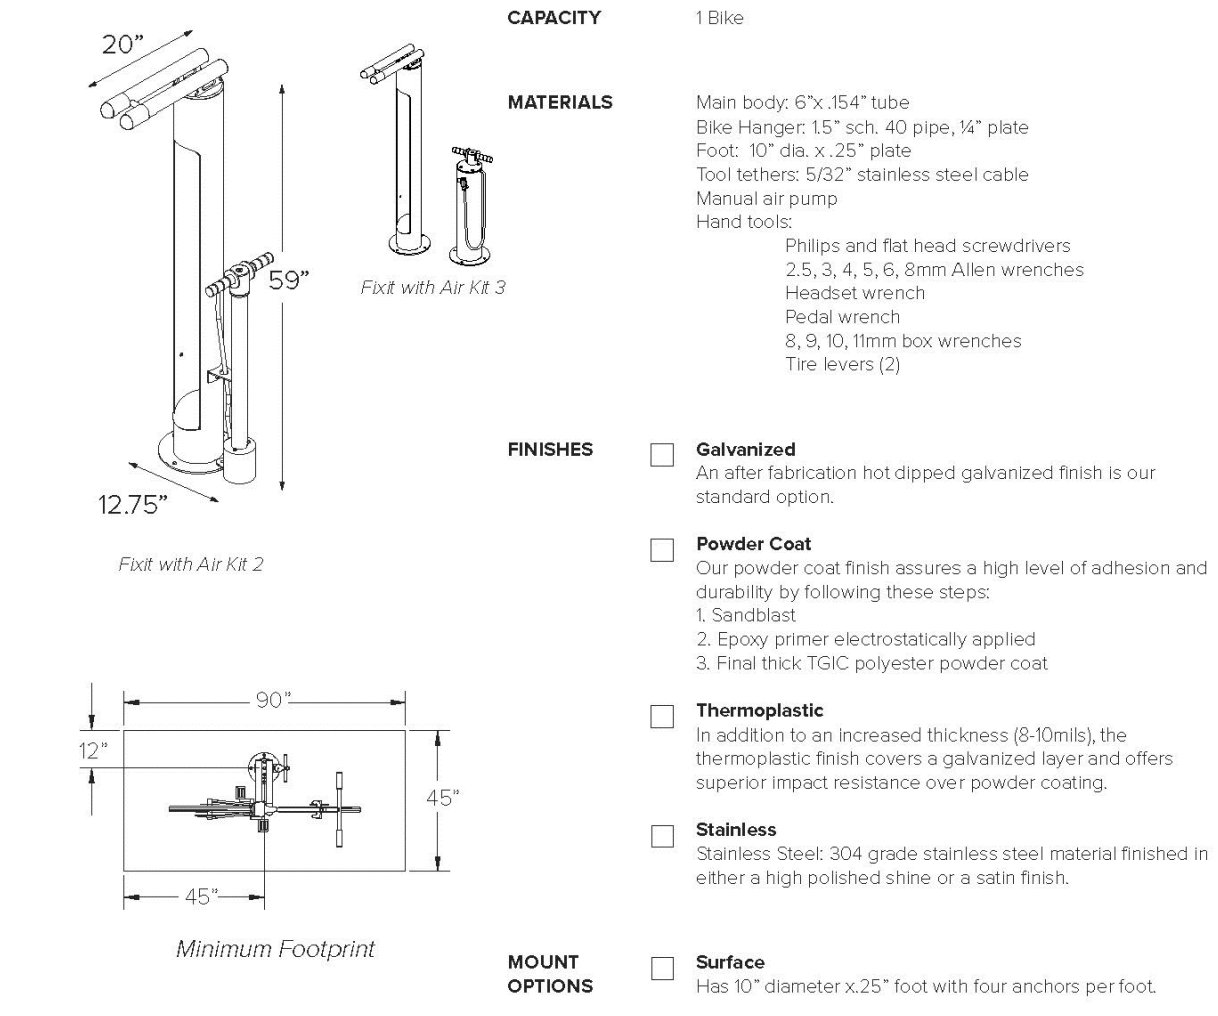 20”
59”
12.75”
Fixit with Air Kit 2
Fixit with Air Kit 3
90”
12”
45”
45”
Minimum Footprint
CAPACITY
1 Bike
MATERIALS
Main body: 6”x .154” tube
Bike Hanger: 1.5” sch. 40 pipe, ¼” plate
Foot: 10” dia. x .25” plate
Tool tethers: 5/32” stainless steel cable
Manual air pump
Hand tools:
Philips and flat head screwdrivers
2.5, 3, 4, 5, 6, 8mm Allen wrenches
Headset wrench
Pedal wrench
8, 9, 10, 11mm box wrenches
Tire levers (2)
FINISHES
Galvanized
An after fabrication hot dipped galvanized finish is our
standard option.
Powder Coat
Our powder coat finish assures a high level of adhesion and
durability by following these steps:
1. Sandblast
2. Epoxy primer electrostatically applied
3. Final thick TGIC polyester powder coat
Thermoplastic
In addition to an increased thickness (8-10mils), the
thermoplastic finish covers a galvanized layer and offers
superior impact resistance over powder coating.
Stainless
Stainless Steel: 304 grade stainless steel material finished in
either a high polished shine or a satin finish.
MOUNT
OPTIONS
Surface
Has 10” diameter x.25” foot with four anchors per foot.